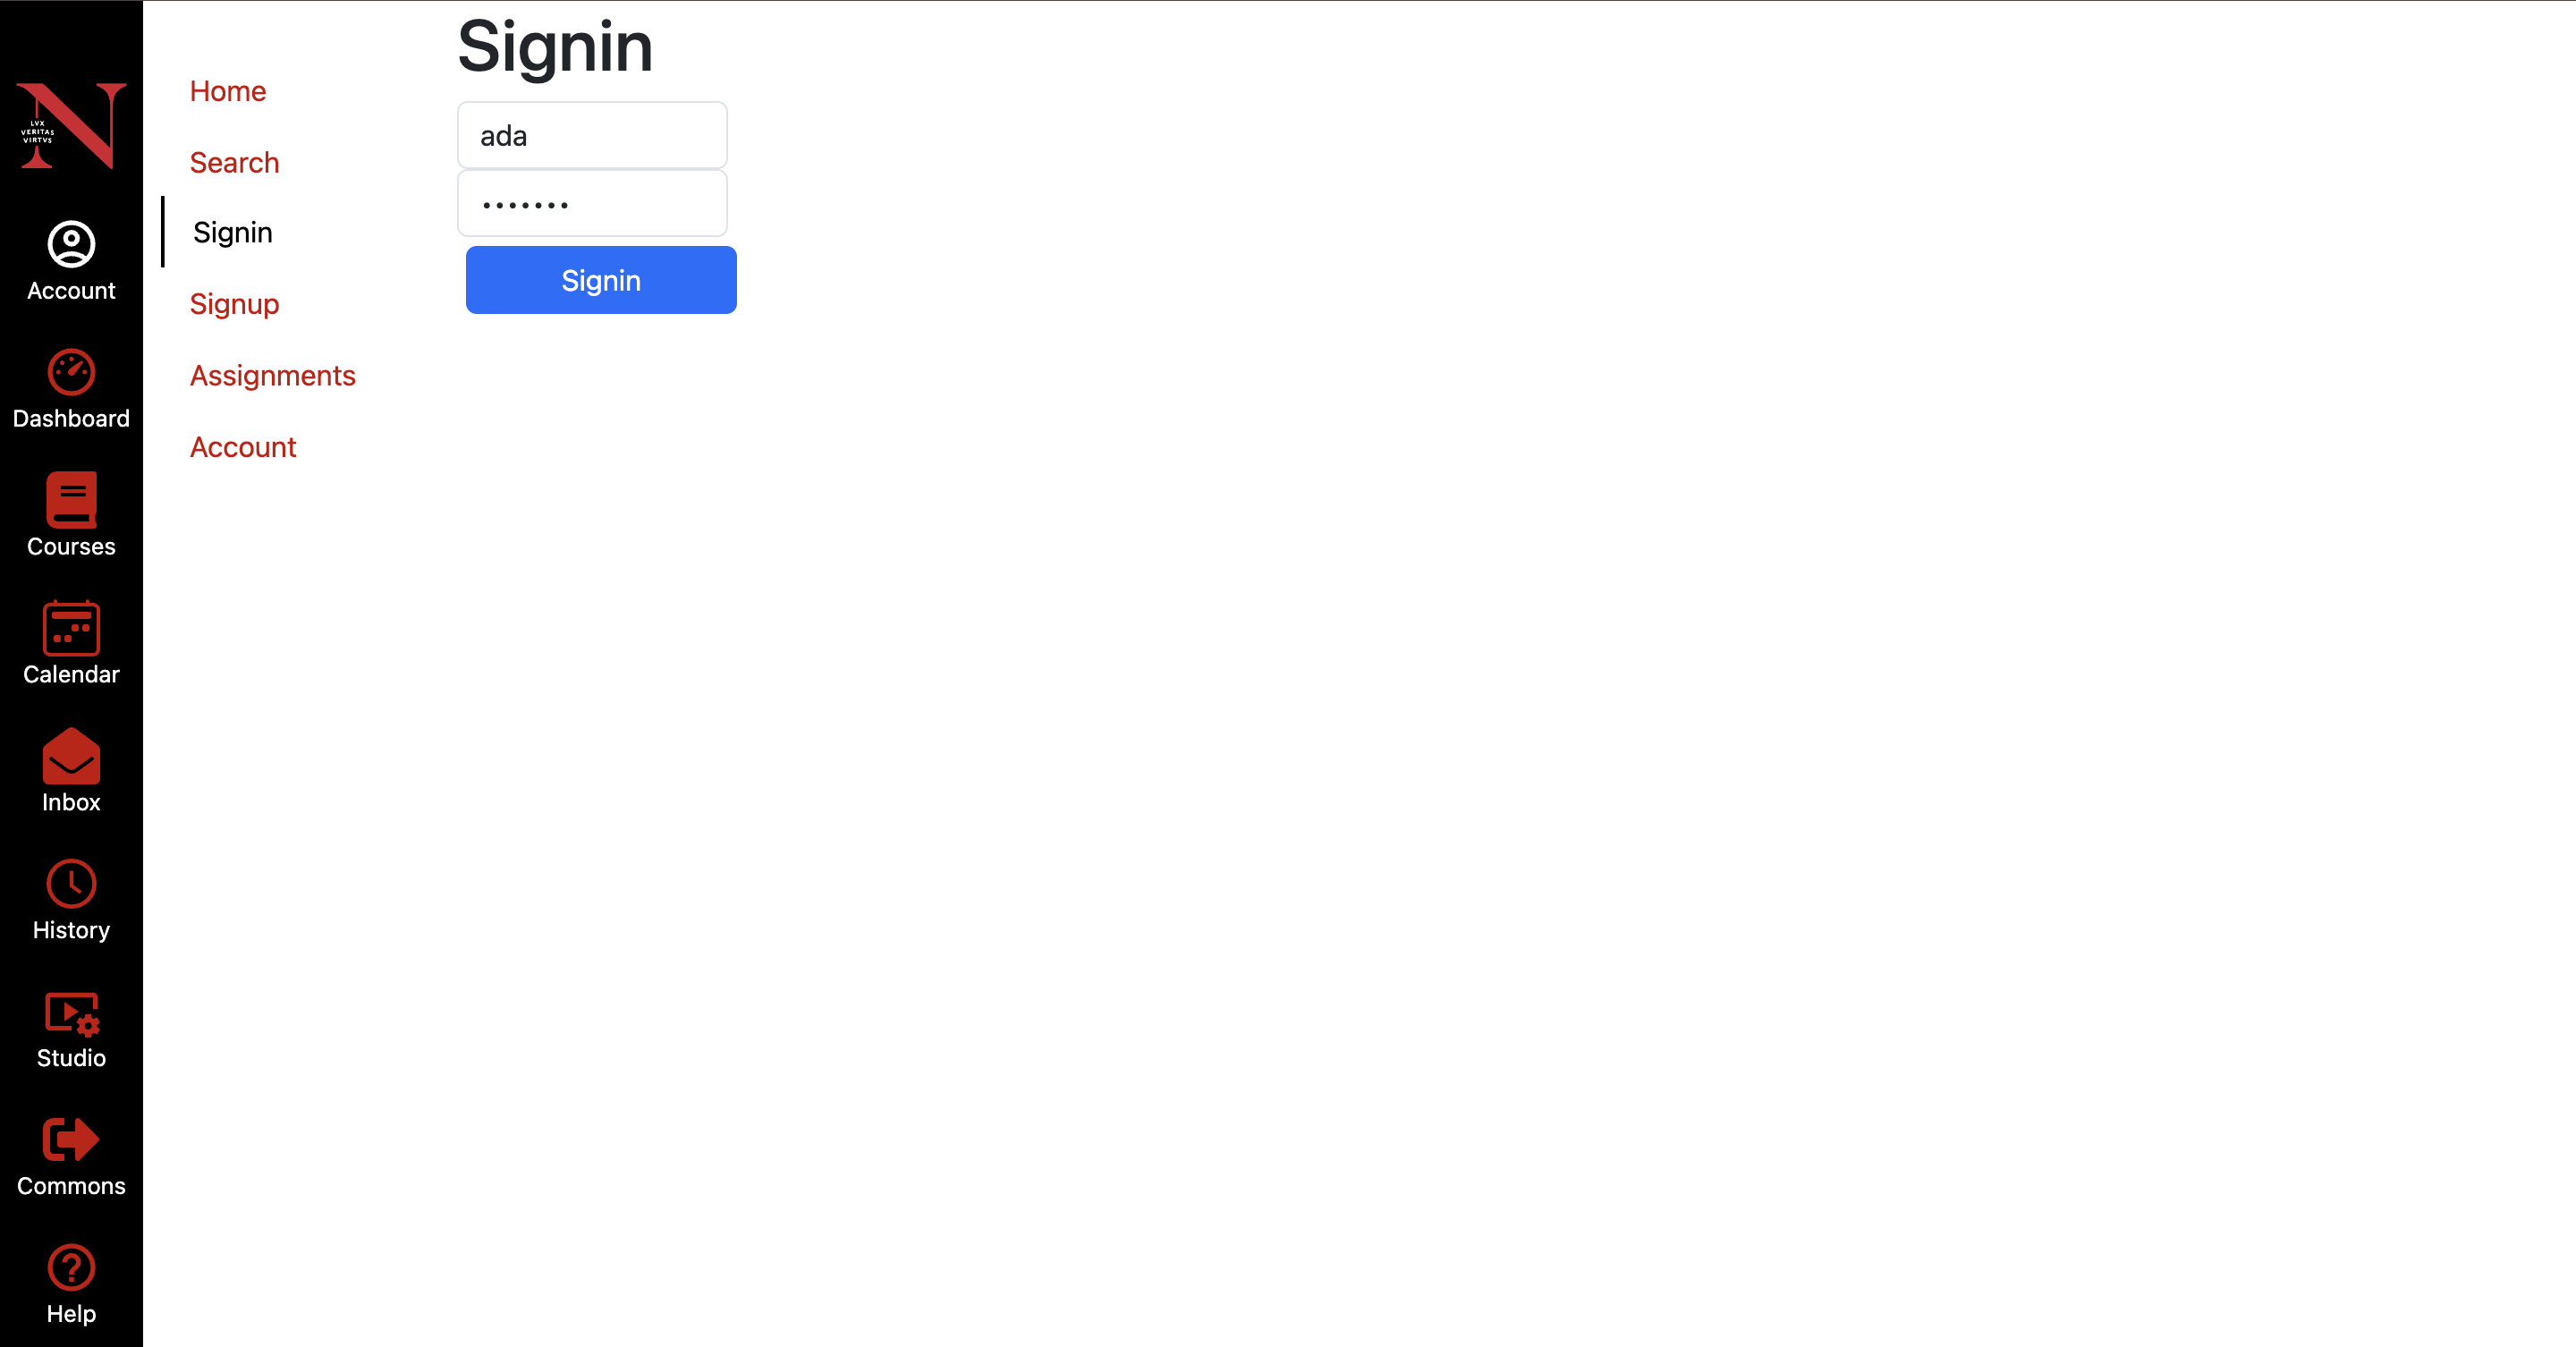 LVX
VERITAS
VIRTVS
Account
Dashboard
Courses
Calendar
Inbox
History
Studio
Commons
Help
Home
Search
Signin
Signup
Assignments
Account
Signin
ada
•••••••
Signin